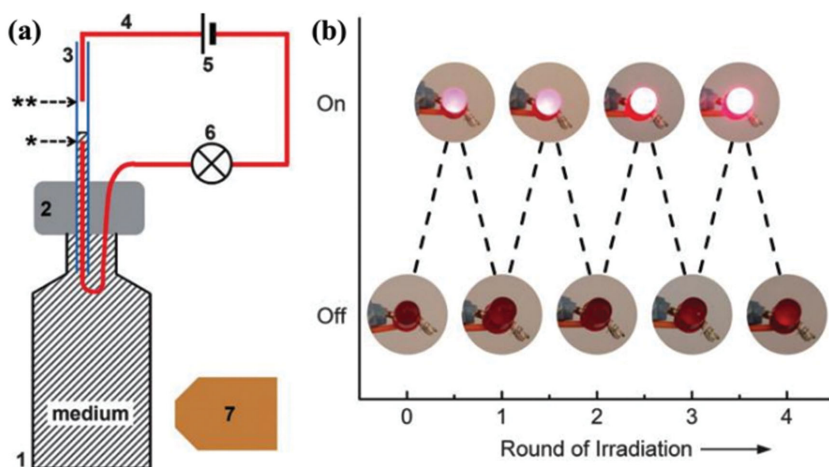 (a)
4
3
5
**
*
6
2
medium
7
1
(b)
On
Off
0 1 2 3 4
Round of Irradiation